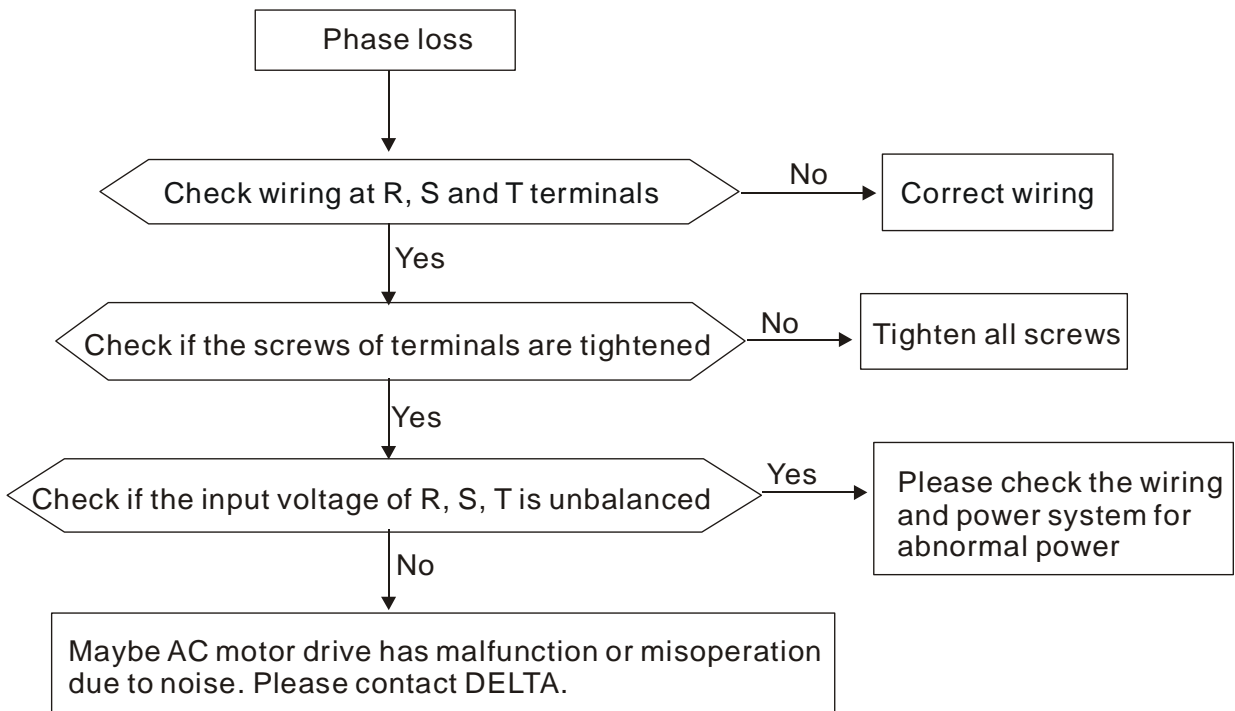 Phase loss
Check wiring at R, S and T terminals
No
Correct wiring
Yes
Check if the screws of terminals are tightened
No
Tighten all screws
Yes
Check if the input voltage of R, S, T is unbalanced
Yes
Please check the wiring
and power system for
abnormal power
No
Maybe AC motor drive has malfunction or misoperation
due to noise. Please contact DELTA.